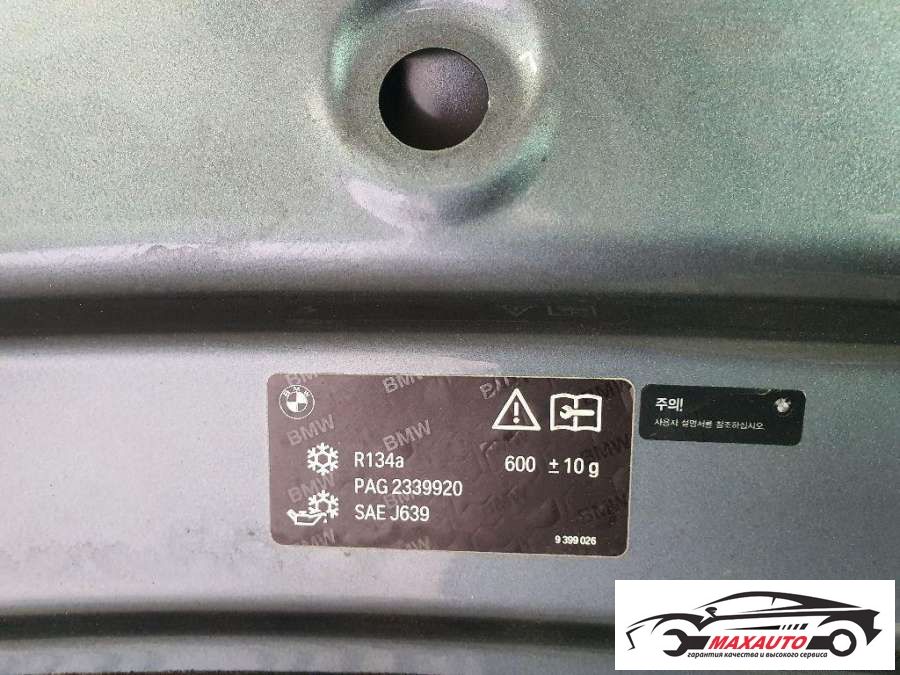 BMW
R134a 600 ± 10 g
PAG 2339920
SAE J639
9 399 026
주의!
사용자 설명서를 참조하십시오
MAXAUTO
гарантия качества и высокого сервиса